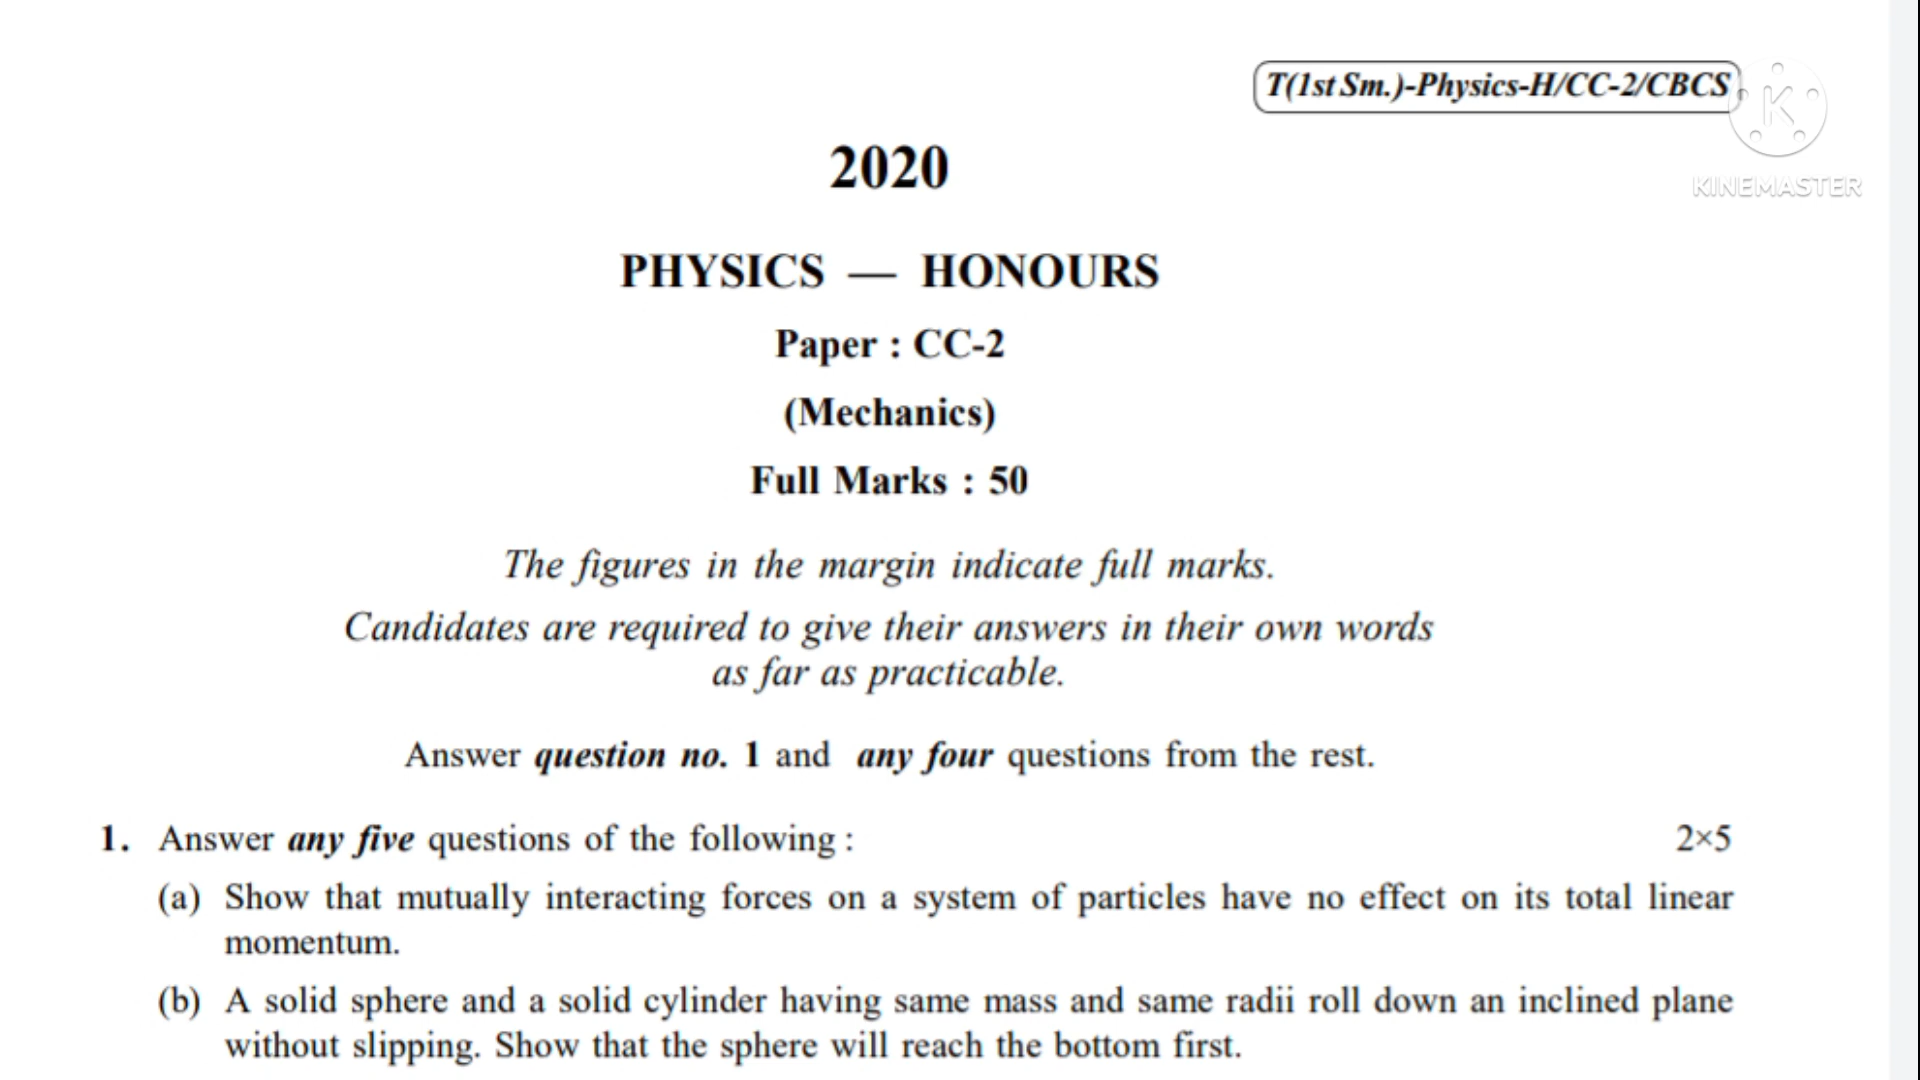 T(1st Sm.)-Physics-H/CC-2/CBCS
K
KINEMASTER
2020
PHYSICS — HONOURS
Paper : CC-2
(Mechanics)
Full Marks : 50
The figures in the margin indicate full marks.
Candidates are required to give their answers in their own words
as far as practicable.
Answer question no. 1 and any four questions from the rest.
1. Answer any five questions of the following : 2×5
(a) Show that mutually interacting forces on a system of particles have no effect on its total linear
momentum.
(b) A solid sphere and a solid cylinder having same mass and same radii roll down an inclined plane
without slipping. Show that the sphere will reach the bottom first.